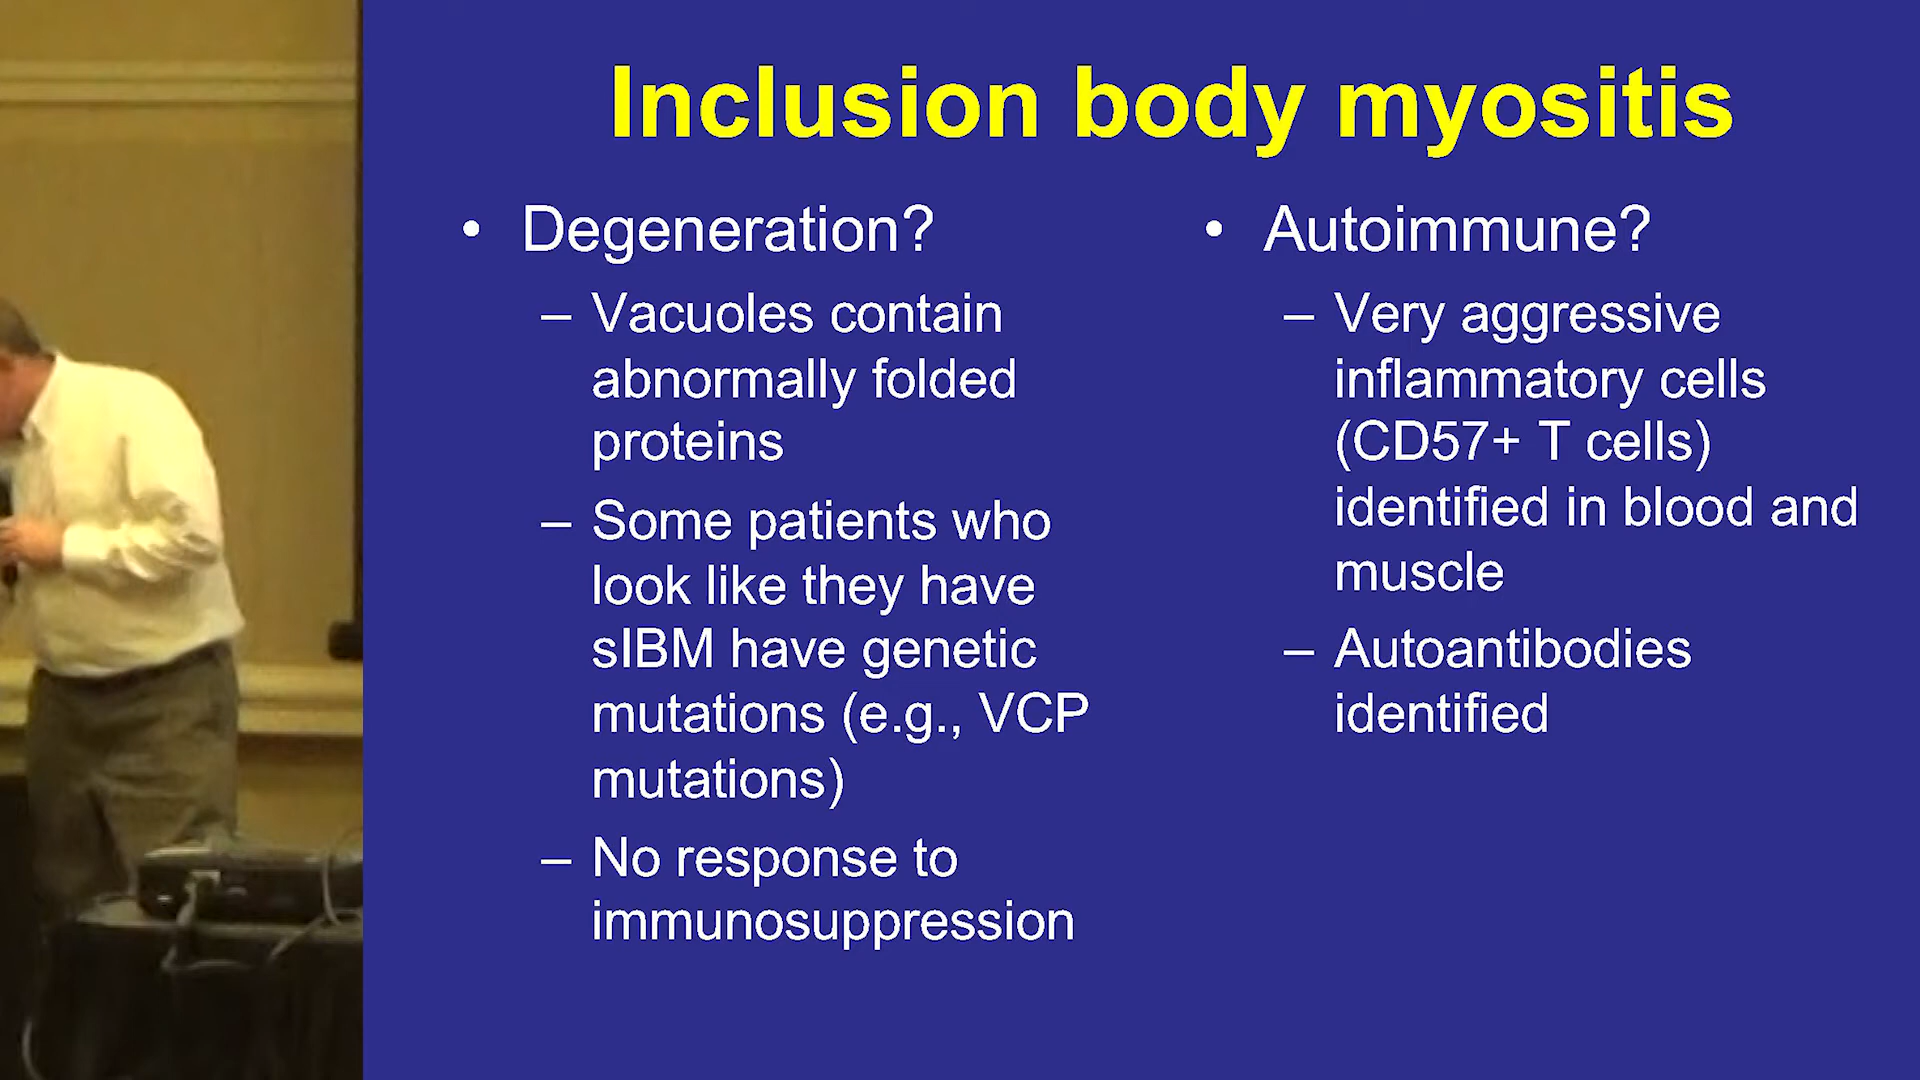 Inclusion body myositis
• Degeneration?
– Vacuoles contain
abnormally folded
proteins
– Some patients who
look like they have
sIBM have genetic
mutations (e.g., VCP
mutations)
– No response to
immunosuppression
• Autoimmune?
– Very aggressive
inflammatory cells
(CD57+ T cells)
identified in blood and
muscle
– Autoantibodies
identified